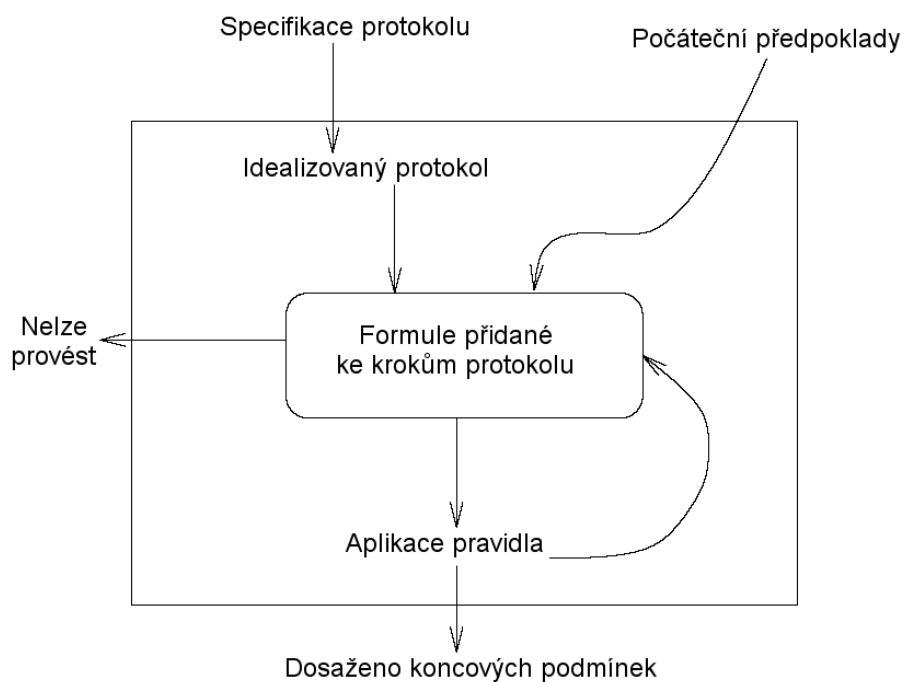 Specifikace protokolu
Počáteční předpoklady
Idealizovaný protokol
Nelze
provést
Formule přidané
ke krokům protokolu
Aplikace pravidla
Dosaženo koncových podmínek